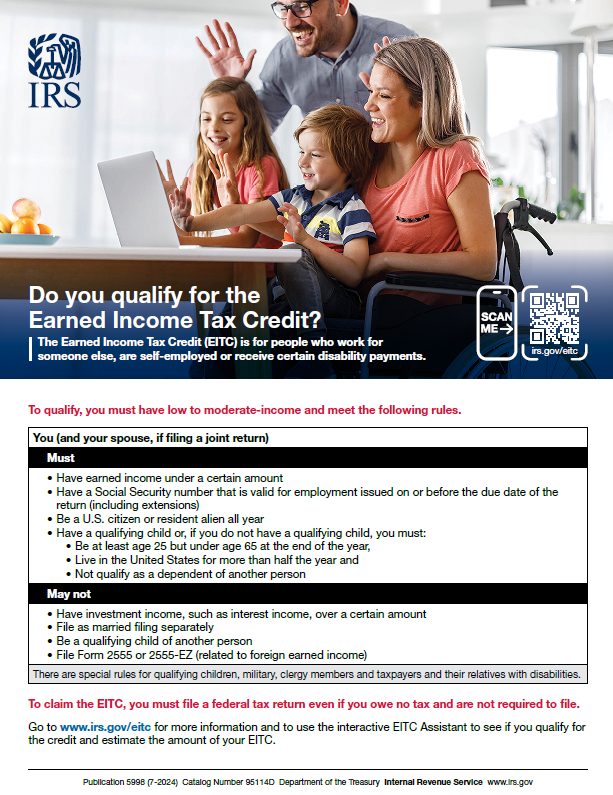 IRS
Do you qualify for the
Earned Income Tax Credit?
The Earned Income Tax Credit (EITC) is for people who work for
someone else, are self-employed or receive certain disability payments.
SCAN
ME→
irs.gov/eitc
To qualify, you must have low to moderate-income and meet the following rules.
You (and your spouse, if filing a joint return)
Must
• Have earned income under a certain amount
• Have a Social Security number that is valid for employment issued on or before the due date of the
return (including extensions)
• Be a U.S. citizen or resident alien all year
• Have a qualifying child or, if you do not have a qualifying child, you must:
• Be at least age 25 but under age 65 at the end of the year,
• Live in the United States for more than half the year and
• Not qualify as a dependent of another person
May not
• Have investment income, such as interest income, over a certain amount
• File as married filing separately
• Be a qualifying child of another person
• File Form 2555 or 2555-EZ (related to foreign earned income)
There are special rules for qualifying children, military, clergy members and taxpayers and their relatives with disabilities.
To claim the EITC, you must file a federal tax return even if you owe no tax and are not required to file.
Go to www.irs.gov/eitc for more information and to use the interactive EITC Assistant to see if you qualify for
the credit and estimate the amount of your EITC.
Publication 5998 (7-2024) Catalog Number 95114D Department of the Treasury Internal Revenue Service www.irs.gov